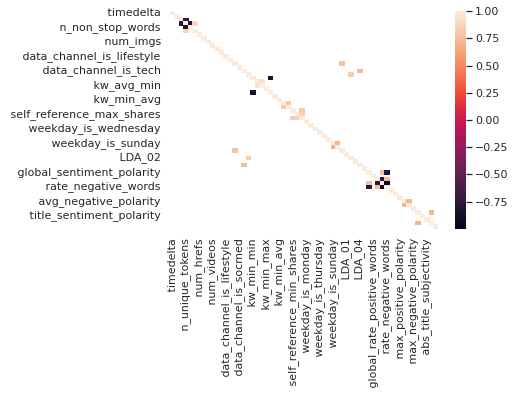 timedelta
n_non_stop_words
num_imgs
data_channel_is_lifestyle
data_channel_is_tech
kw_avg_min
kw_min_avg
self_reference_max_shares
weekday_is_wednesday
weekday_is_sunday
LDA_02
global_sentiment_polarity
rate_negative_words
avg_negative_polarity
title_sentiment_polarity
timedelta
n_unique_tokens
num_hrefs
num_videos
data_channel_is_lifestyle
data_channel_is_socmed
kw_min_min
kw_min_max
kw_min_avg
self_reference_min_shares
weekday_is_monday
weekday_is_thursday
weekday_is_sunday
LDA_01
LDA_04
global_rate_positive_words
rate_negative_words
max_positive_polarity
max_negative_polarity
abs_title_subjectivity
1.00
0.75
0.50
0.25
0.00
−0.25
−0.50
−0.75